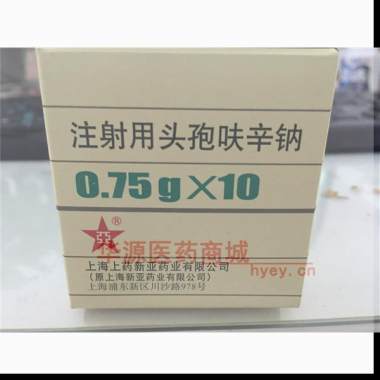 注射用头孢呋辛钠
0.75g×10
亞
®
华源医药商城
hyey.cn
上海上药新亚药业有限公司
(原上海新亚药业有限公司)
上海浦东新区川沙路978号